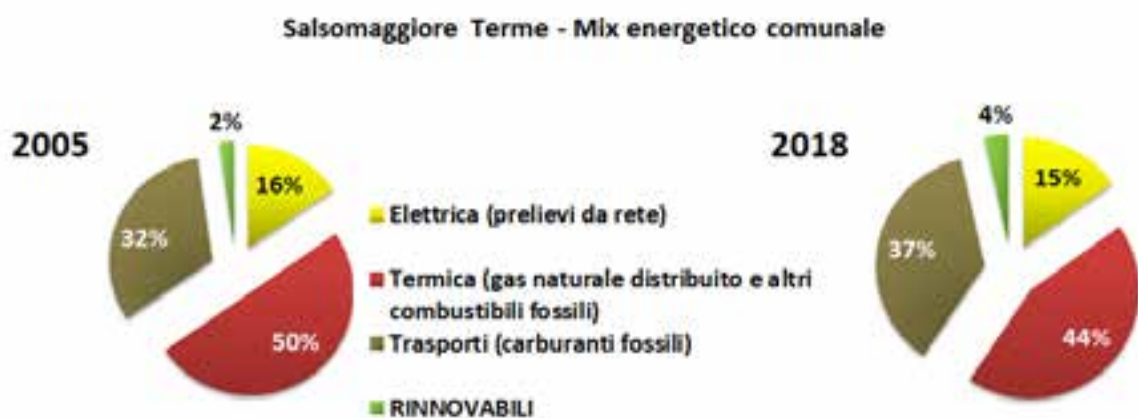 Salsomaggiore Terme - Mix energetico comunale
2005
2%
16%
32%
50%
Elettrica (prelievi da rete)
Termica (gas naturale distribuito e altri
combustibili fossili)
Trasporti (carburanti fossili)
RINNOVABILI
2018
4%
15%
37%
44%